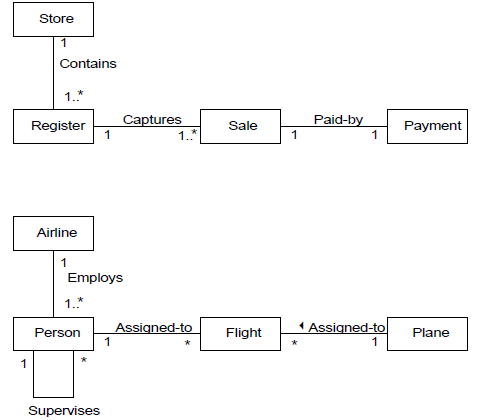 Store
1
Contains
1..*
Register
Captures
1
1..*
Sale
Paid-by
1
1
Payment
Airline
1
Employs
1..*
Person
Assigned-to
1
*
Flight
Assigned-to
*
1
Plane
1
*
Supervises